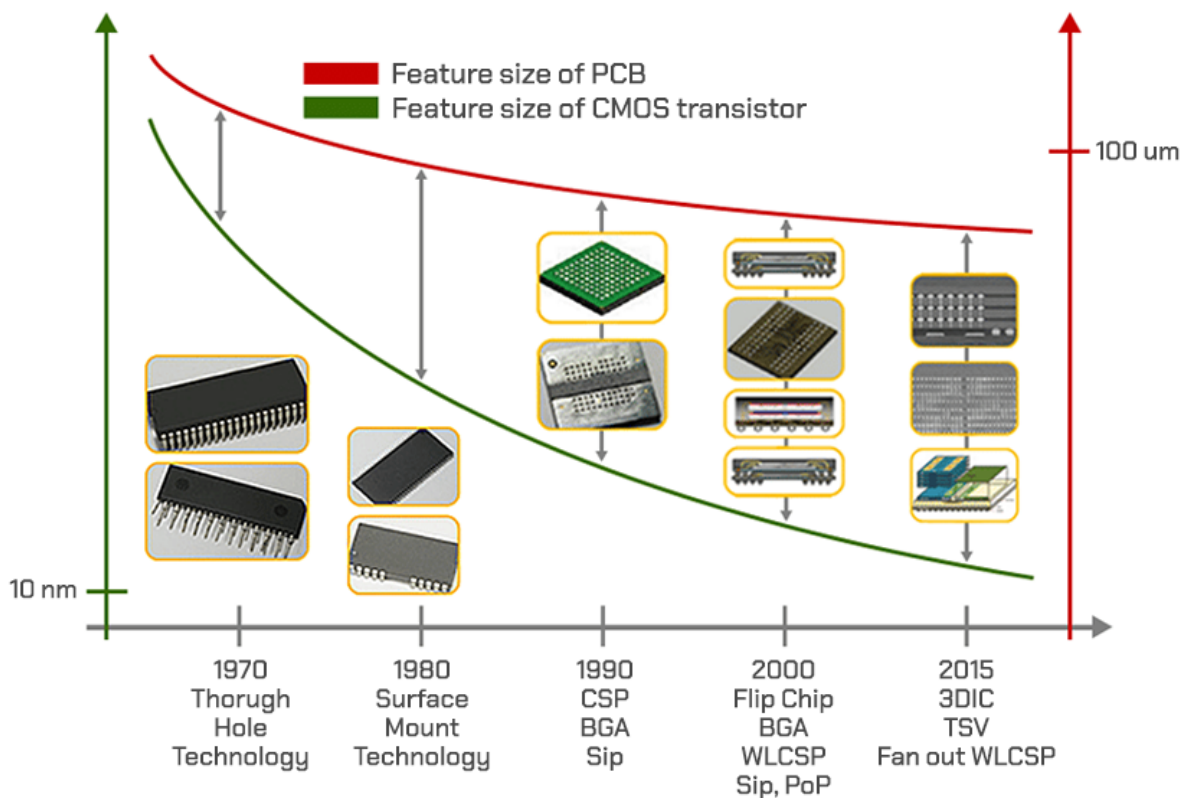 Feature size of PCB
Feature size of CMOS transistor
100 um
10 nm
1970
Thorugh
Hole
Technology
1980
Surface
Mount
Technology
1990
CSP
BGA
Sip
2000
Flip Chip
BGA
WLCSP
Sip, PoP
2015
3DIC
TSV
Fan out WLCSP